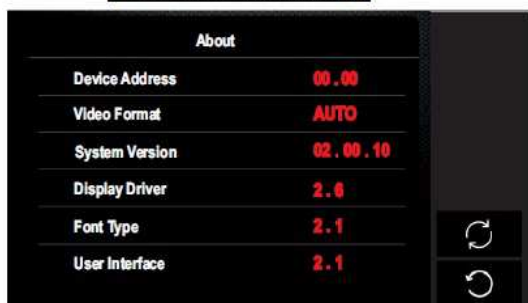 About
Device Address 00.00
Video Format AUTO
System Version 02.00.10
Display Driver 2.6
Font Type 2.1
User Interface 2.1